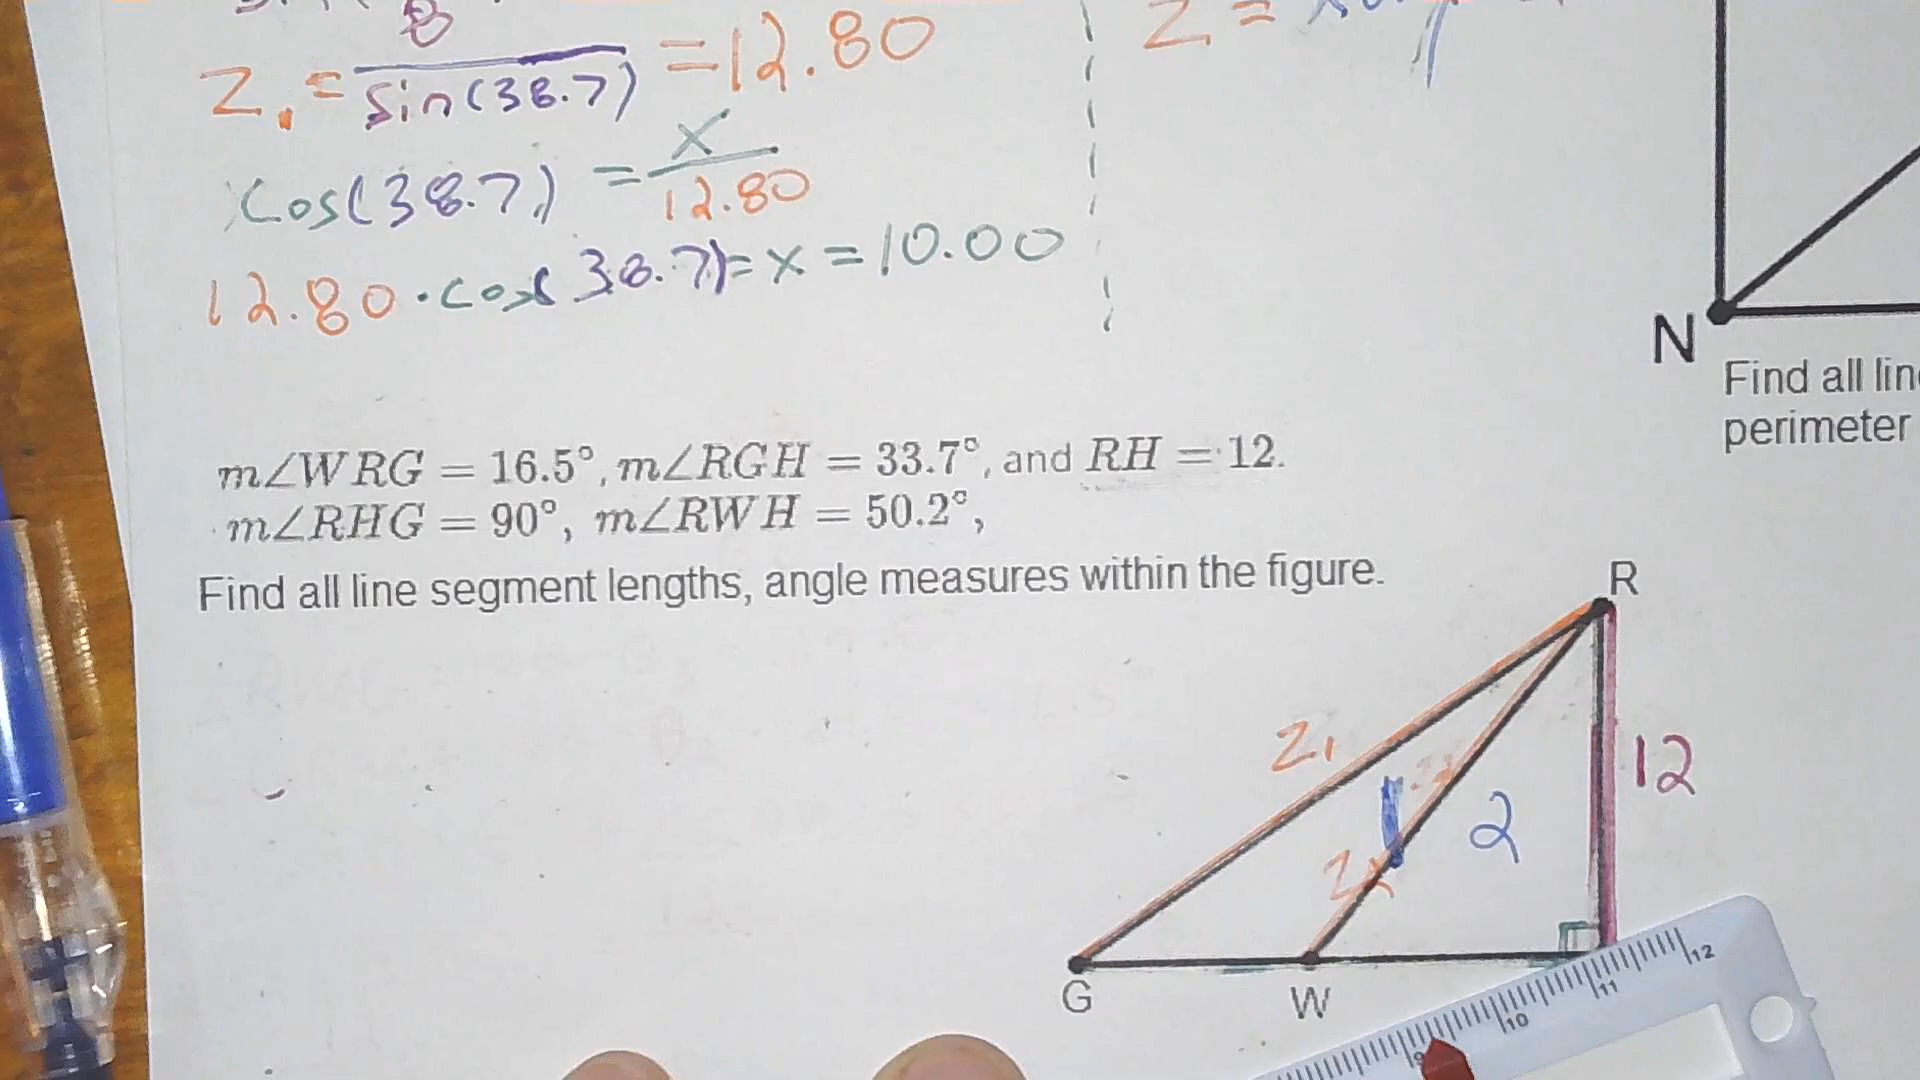 8
Z₁ = sin(38.7) = 12.80
Z =
x
cos(38.7) = 12.80
12.80 · cos(38.7) = x = 10.00
N
Find all
perimeter
m∠WRG = 16.5°, m∠RGH = 33.7°, and RH = 12.
m∠RHG = 90°, m∠RWH = 50.2°,
Find all line segment lengths, angle measures within the figure.
R
Z₁
12
2
Z₂
G
W
12
11
10
9